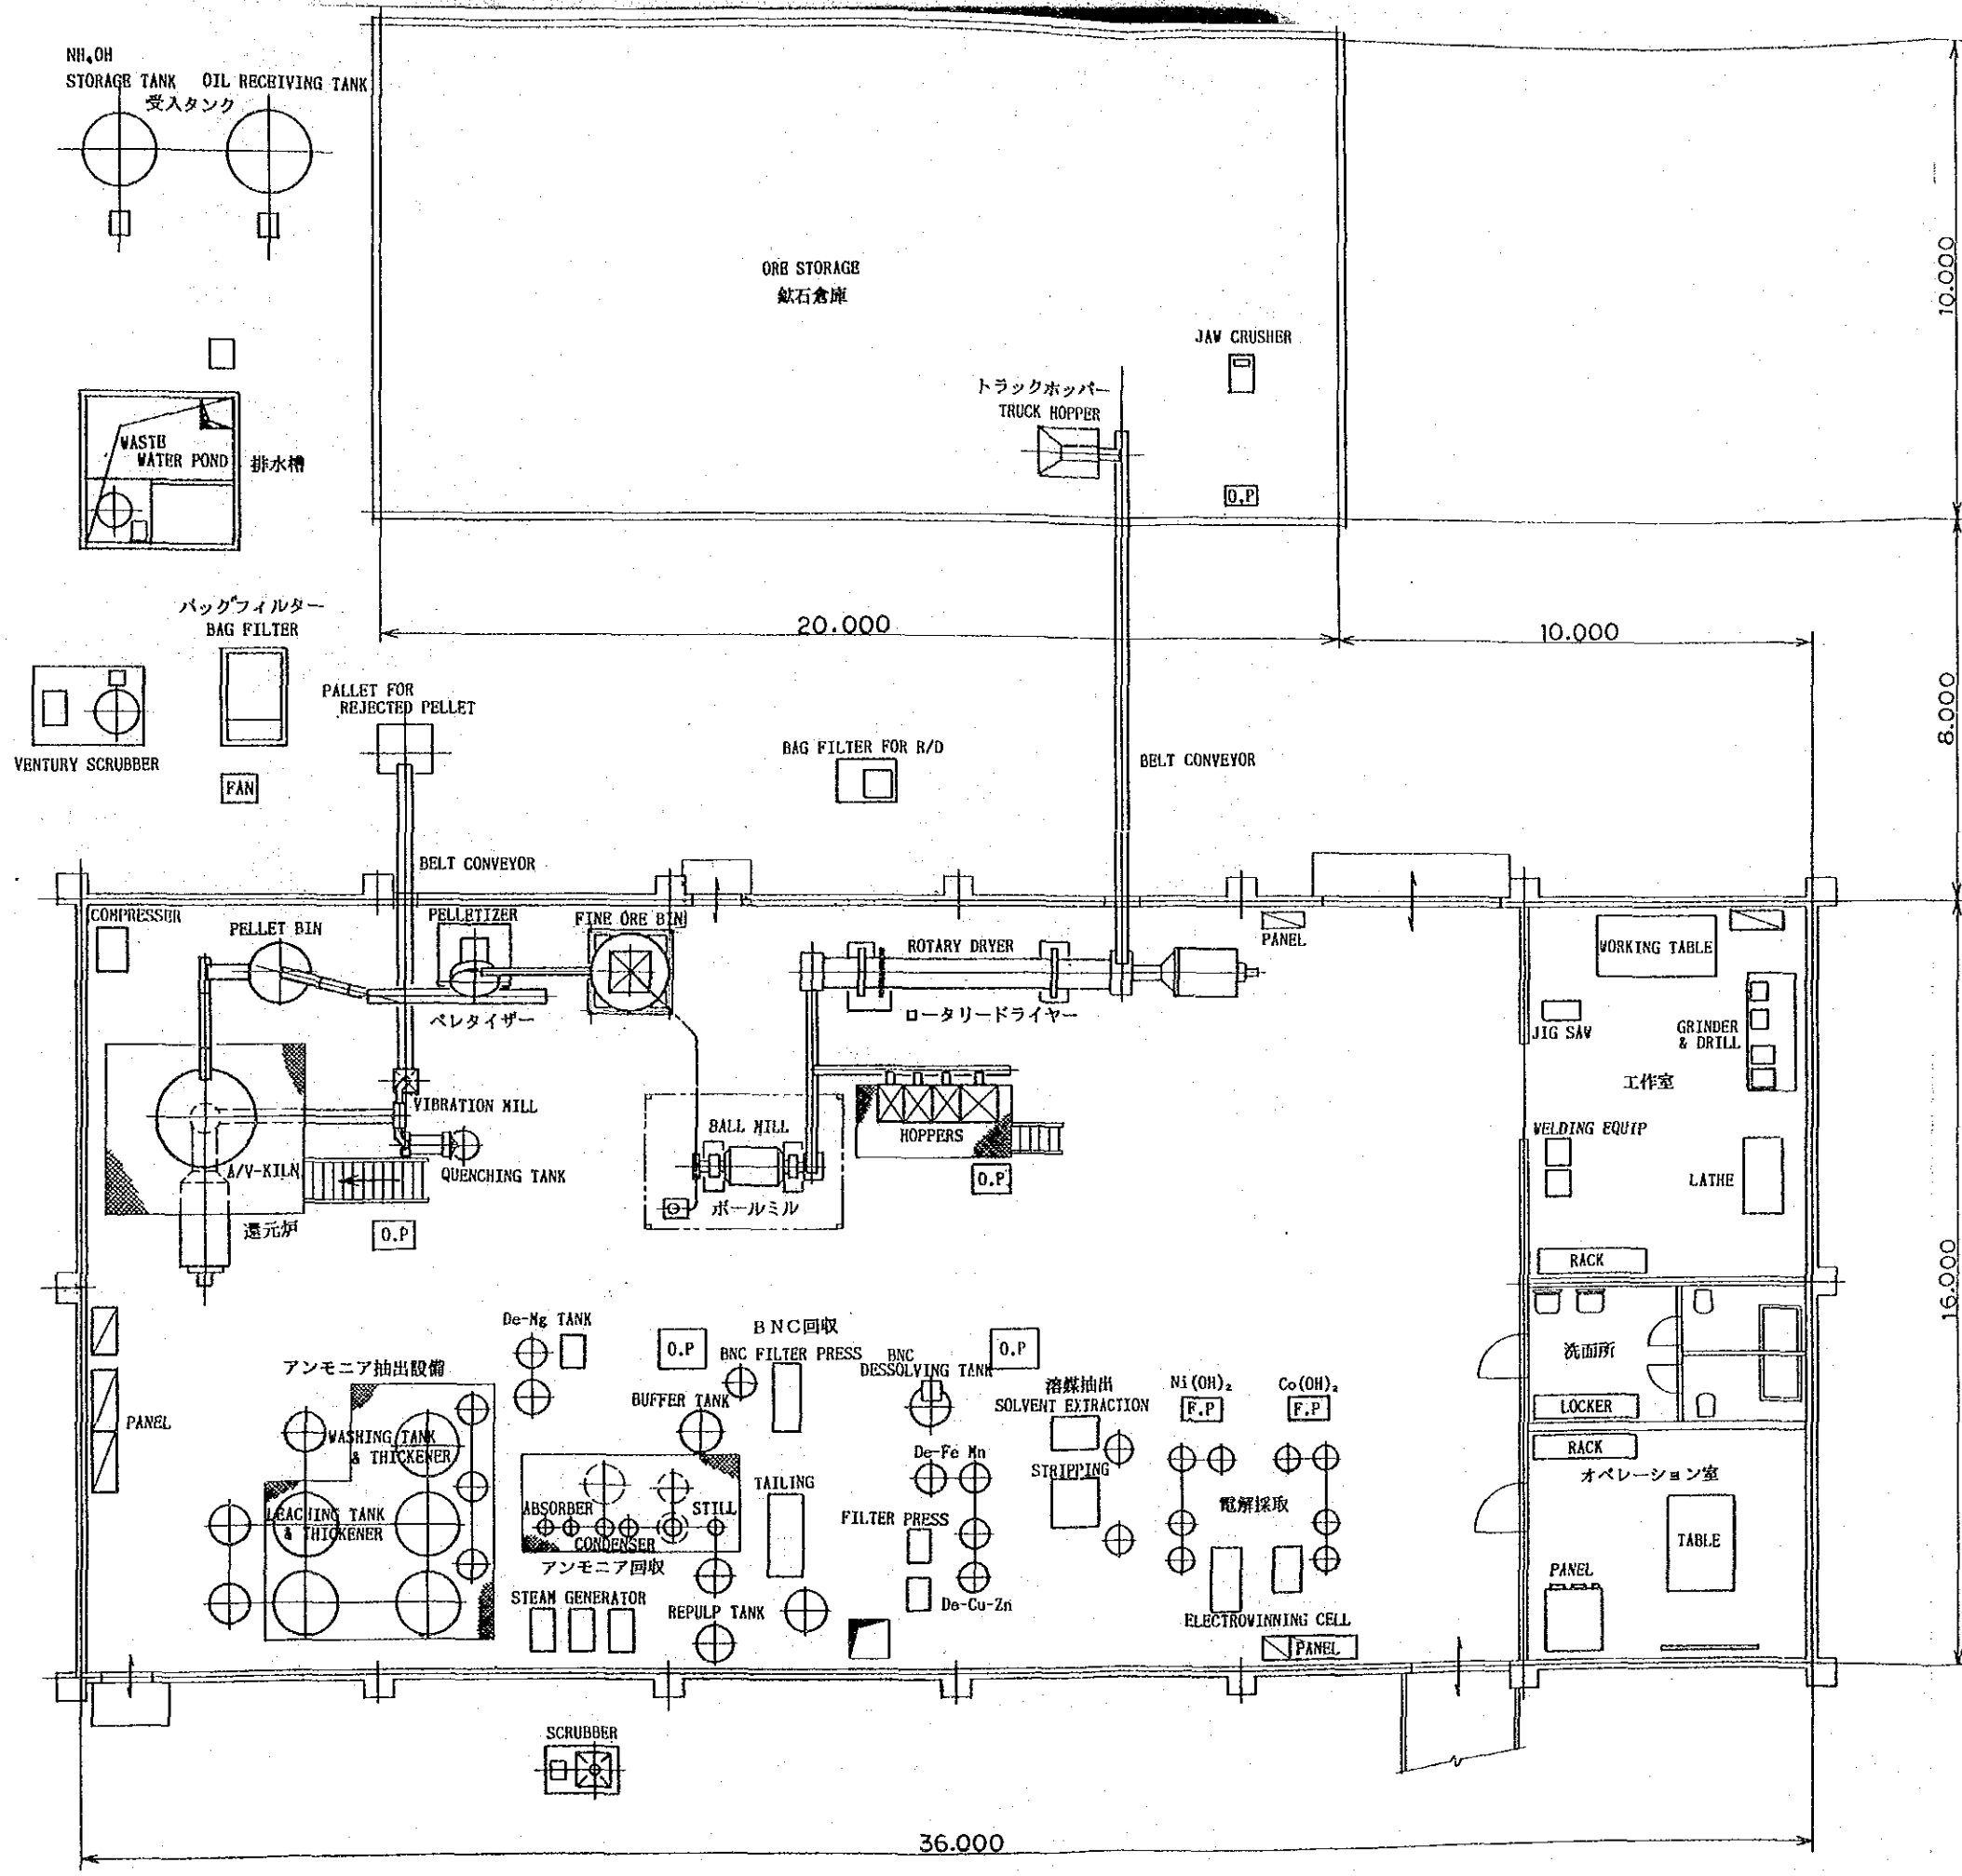 NH₄OH
STORAGE TANK
OIL RECEIVING TANK
受入タンク
ORE STORAGE
鉱石倉庫
10.000
JAW CRUSHER
トラックホッパー
TRUCK HOPPER
O.P
WASTE
WATER POND
排水槽
バッグフィルター
BAG FILTER
20.000
10.000
8.000
PALLET FOR
REJECTED PELLET
VENTURY SCRUBBER
FAN
BAG FILTER FOR R/D
BELT CONVEYOR
BELT CONVEYOR
COMPRESSER
PELLET BIN
PELLETIZER
FINE ORE BIN
ROTARY DRYER
PANEL
WORKING TABLE
ペレタイザー
ロータリードライヤー
JIG SAW
GRINDER
& DRILL
工作室
VIBRATION MILL
BALL MILL
HOPPERS
WELDING EQUIP
A/V-KILN
QUENCHING TANK
O.P
LATHE
ボールミル
還元炉
O.P
RACK
16.000
De-Mg TANK
BNC回収
O.P
BNC FILTER PRESS
BNC
DESSOLVING TANK
O.P
洗面所
アンモニア抽出設備
溶媒抽出
SOLVENT EXTRACTION
Ni(OH)₂
F.P
Co(OH)₂
F.P
LOCKER
PANEL
BUFFER TANK
WASHING TANK
& THICKENER
De-Fe Mn
RACK
オペレーション室
STRIPPING
TAILING
電解採取
LEACHING TANK
& THICKENER
ABSORBER
STILL
CONDENSER
FILTER PRESS
TABLE
アンモニア回収
PANEL
STEAM GENERATOR
REPULP TANK
De-Cu-Zn
ELECTROWINNING CELL
PANEL
SCRUBBER
36.000